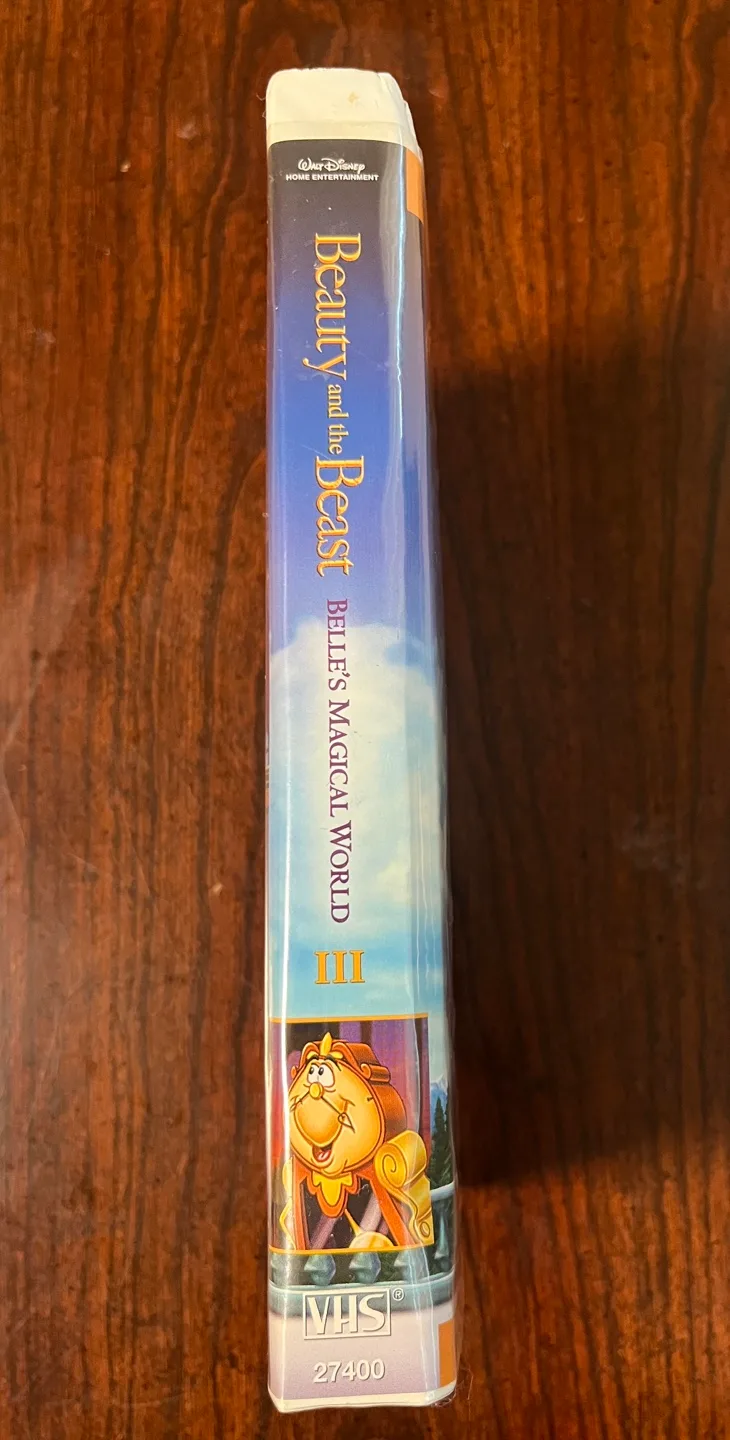 Walt Disney
HOME ENTERTAINMENT
Beauty and the Beast
BELLE'S MAGICAL WORLD
III
VHS®
27400